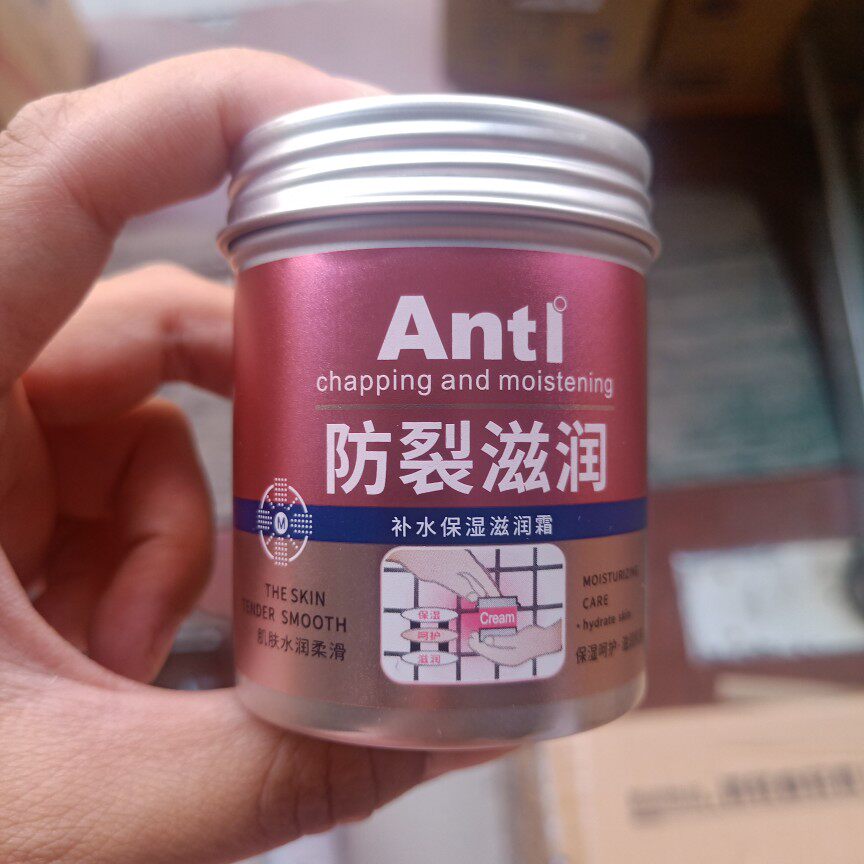 Anti
chapping and moistening
防裂滋润
M
补水保湿滋润霜
THE SKIN
TENDER SMOOTH
肌肤水润柔滑
保湿
呵护
滋润
Cream
MOISTURIZING
CARE
• hydrate skin
保湿呵护·滋润